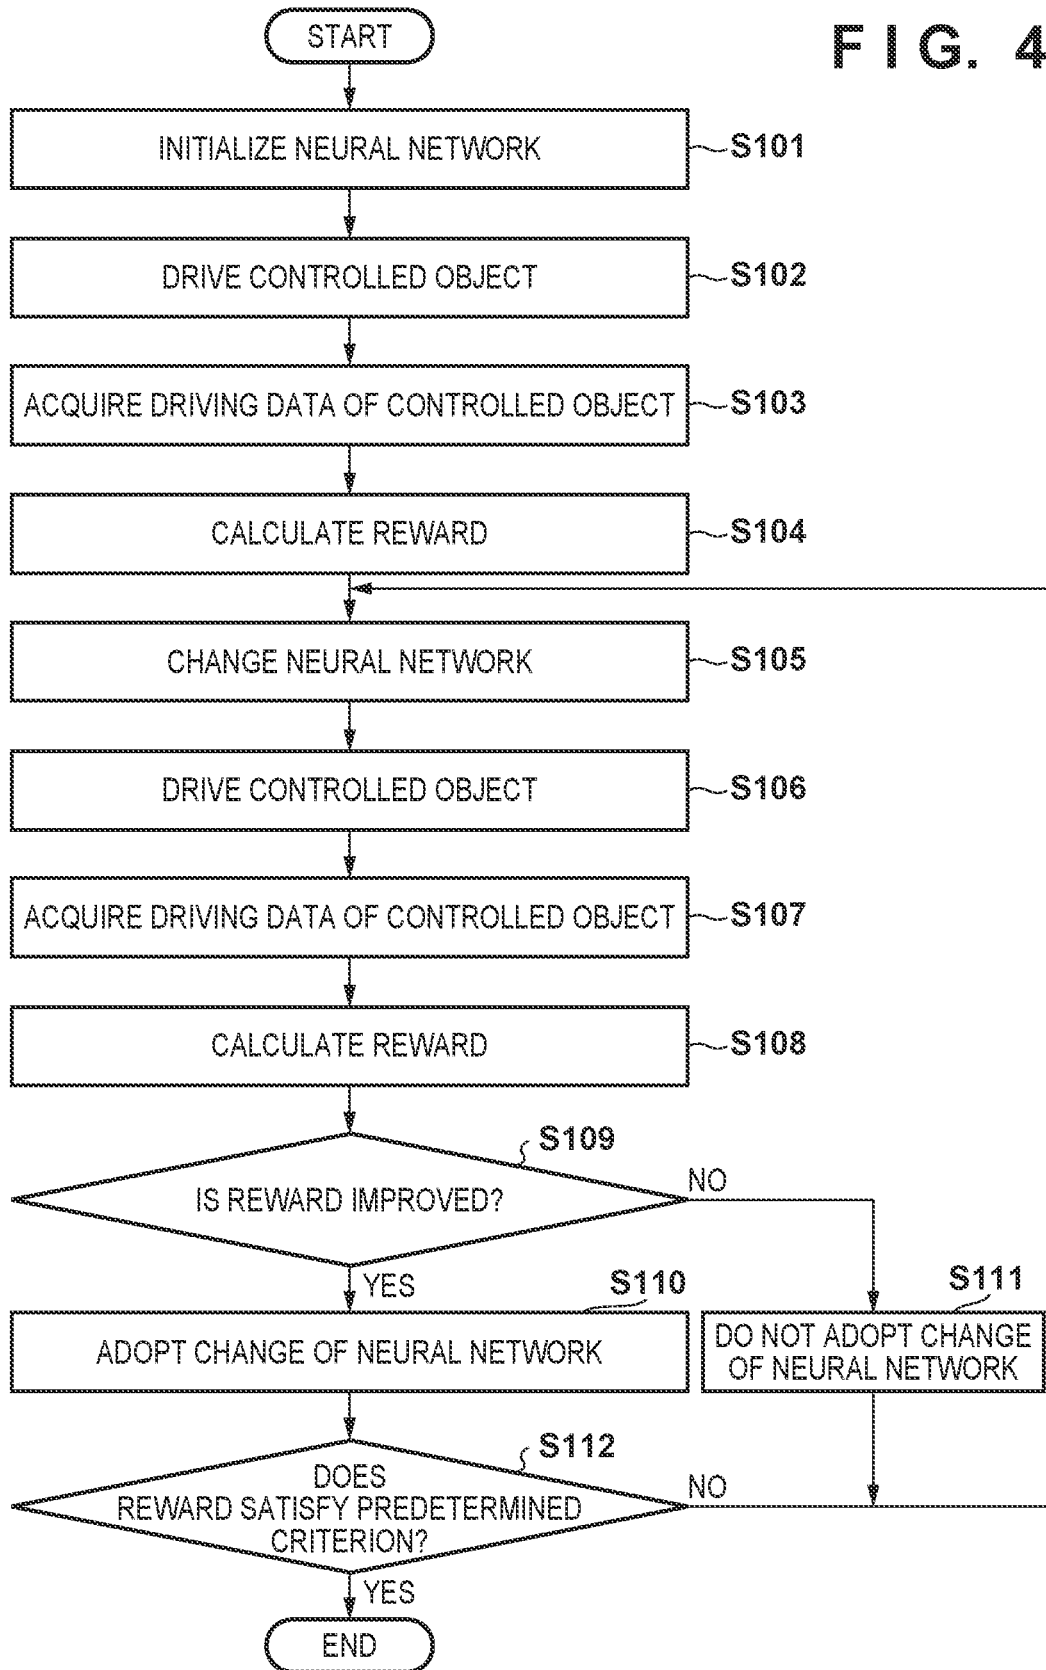 START
F I G. 4
INITIALIZE NEURAL NETWORK
S101
DRIVE CONTROLLED OBJECT
S102
ACQUIRE DRIVING DATA OF CONTROLLED OBJECT
S103
CALCULATE REWARD
S104
CHANGE NEURAL NETWORK
S105
DRIVE CONTROLLED OBJECT
S106
ACQUIRE DRIVING DATA OF CONTROLLED OBJECT
S107
CALCULATE REWARD
S108
S109
IS REWARD IMPROVED?
NO
YES
S110
S111
ADOPT CHANGE OF NEURAL NETWORK
DO NOT ADOPT CHANGE
OF NEURAL NETWORK
S112
DOES
REWARD SATISFY PREDETERMINED
CRITERION?
NO
YES
END